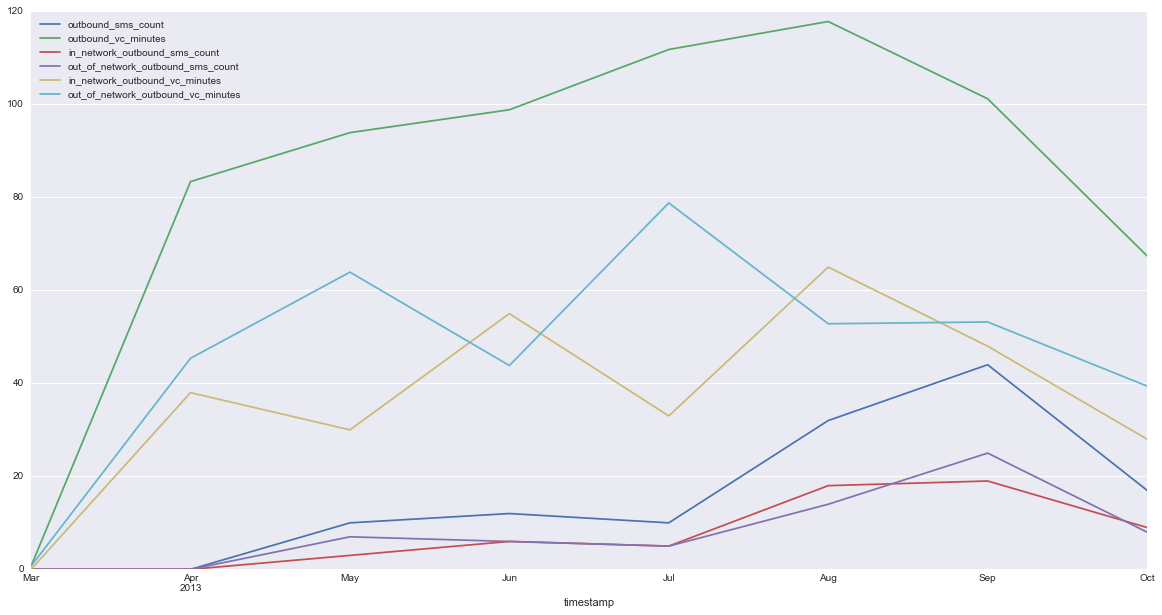 120
100
80
60
40
20
0
outbound_sms_count
outbound_vc_minutes
in_network_outbound_sms_count
out_of_network_outbound_sms_count
in_network_outbound_vc_minutes
out_of_network_outbound_vc_minutes
Mar Apr May Jun Jul Aug Sep Oct
2013
timestamp